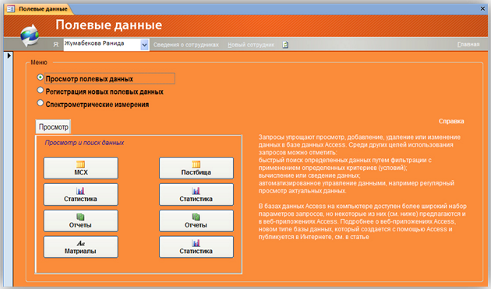 Полевые данные
Полевые данные
Я Жумабекова Ранида Сведения о сотрудниках Новый сотрудник Главная
Меню
Просмотр полевых данных
Регистрация новых полевых данных
Спектрометрические измерения
Просмотр
Справка
Просмотр и поиск данных
МСХ
Пастбища
Статистика
Статистика
Отчеты
Отчеты
Материалы
Статистика
Запросы упрощают просмотр, добавление, удаление или изменение
данных в базе данных Access. Среди других целей использования
запросов можно отметить:
быстрый поиск определенных данных путем фильтрации с
применением определенных критериев (условий);
вычисление или сведение данных;
автоматизированное управление данными, например регулярный
просмотр актуальных данных.
В базах данных Access на компьютере доступен более широкий набор
параметров запросов, но некоторые из них (см. ниже) предлагаются и
в веб-приложениях Access. Подробнее о веб-приложениях Access,
новом типе базы данных, который создается с помощью Access и
публикуется в Интернете, см. в статье